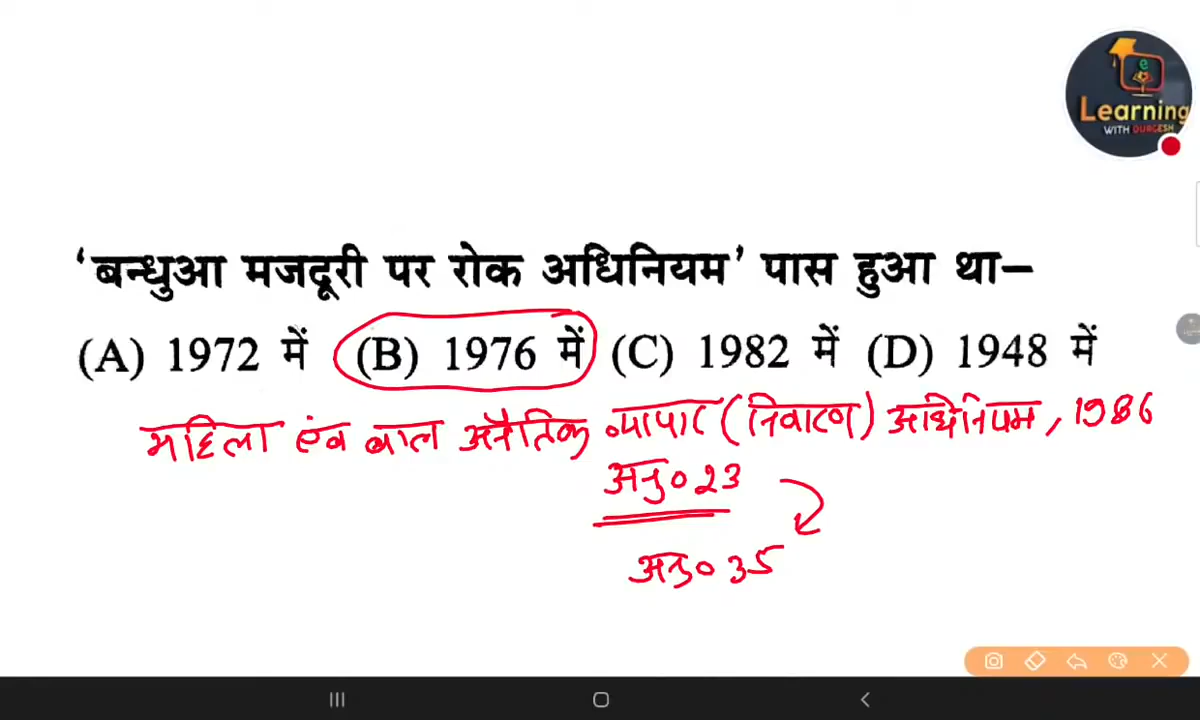 e
Learning
WITH DURGESH
'बन्धुआ मजदूरी पर रोक अधिनियम' पास हुआ था–
(A) 1972 में (B) 1976 में (C) 1982 में (D) 1948 में
महिला एंव बाल अनैतिक व्यापार (निवारण) अधिनियम, 1986
अनु० 23
अनु० 35